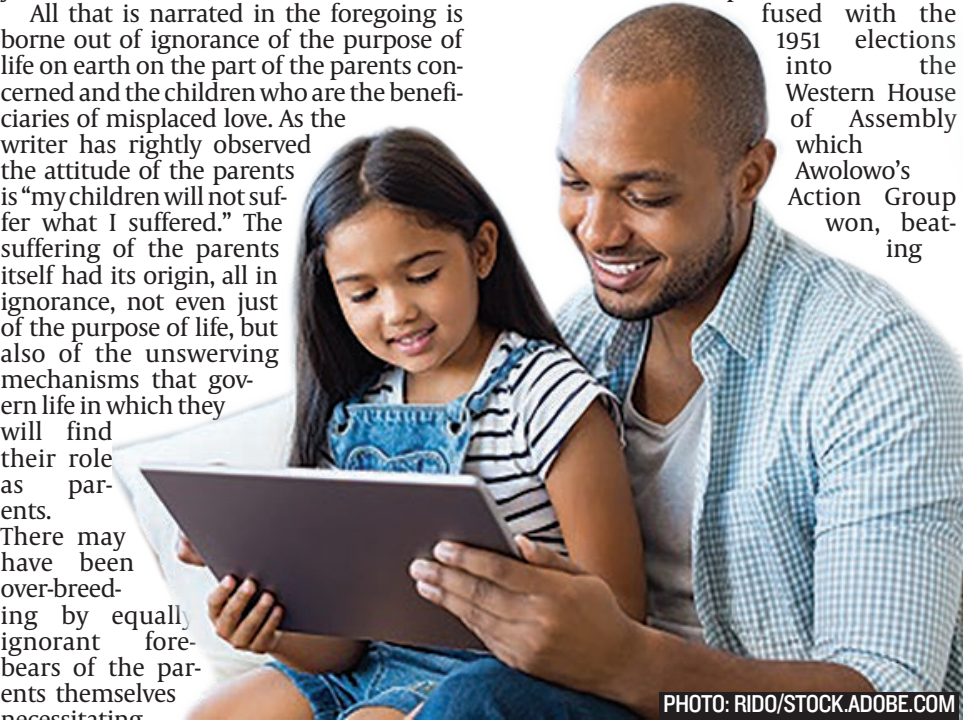 All that is narrated in the foregoing is
borne out of ignorance of the purpose of
life on earth on the part of the parents con-
cerned and the children who are the benefi-
ciaries of misplaced love. As the
writer has rightly observed
the attitude of the parents
is “my children will not suf-
fer what I suffered.” The
suffering of the parents
itself had its origin, all in
ignorance, not even just
of the purpose of life, but
also of the unswerving
mechanisms that gov-
ern life in which they
will find
their role
as par-
ents.
There may
have been
over-breed-
ing by equally
ignorant fore-
bears of the par-
ents themselves
necessitating
fused with the
1951 elections
into the
Western House
of Assembly
which
Awolowo’s
Action Group
won, beat-
ing
PHOTO: RIDO/STOCK.ADOBE.COM